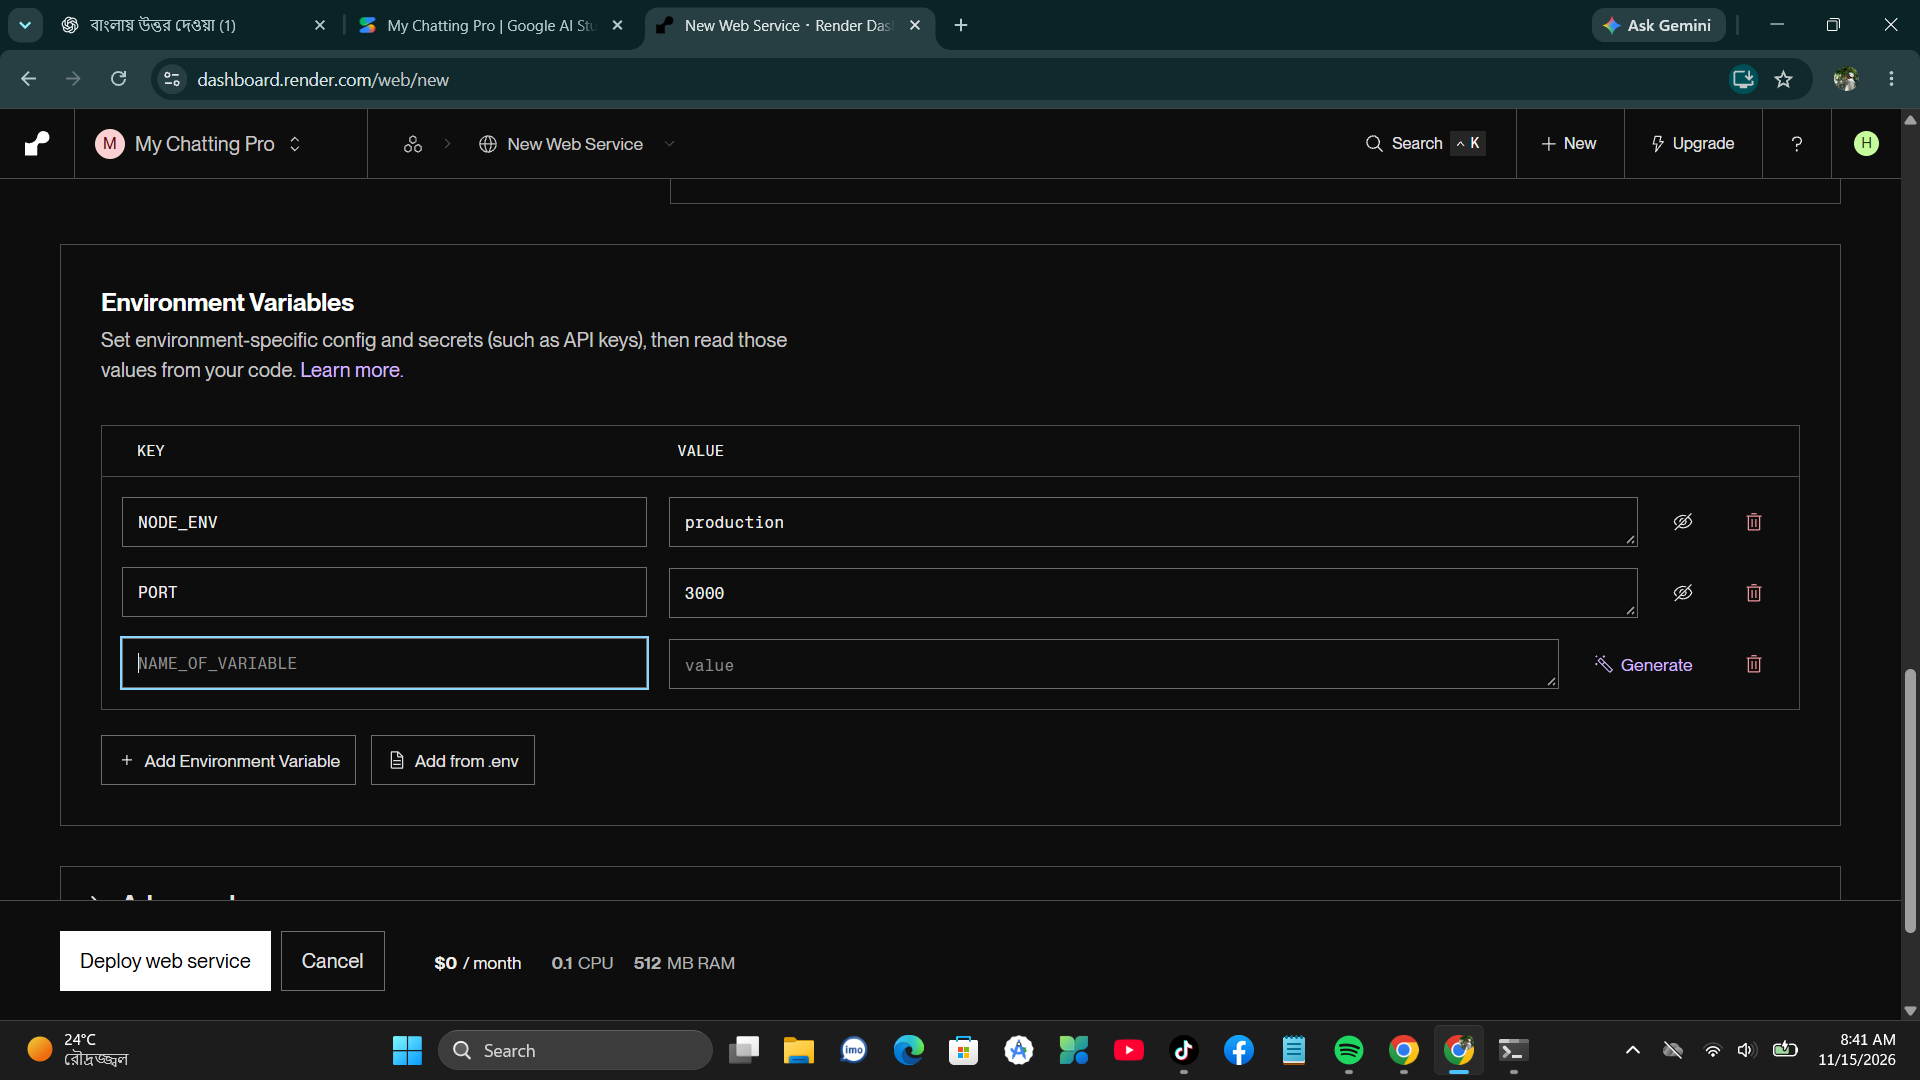 বাংলায় উত্তর দেওয়া (1)
My Chatting Pro | Google AI Stu
New Web Service · Render Das
Ask Gemini
dashboard.render.com/web/new
M
My Chatting Pro
New Web Service
Search
K
New
Upgrade
?
H
Environment Variables
Set environment-specific config and secrets (such as API keys), then read those
values from your code. Learn more.
KEY
VALUE
NODE_ENV
production
PORT
3000
NAME_OF_VARIABLE
value
Generate
+ Add Environment Variable
Add from .env
Deploy web service
Cancel
$0 / month
0.1 CPU
512 MB RAM
24°C
রৌদ্রজ্জ্বল
Search
imo
8:41 AM
11/15/2026